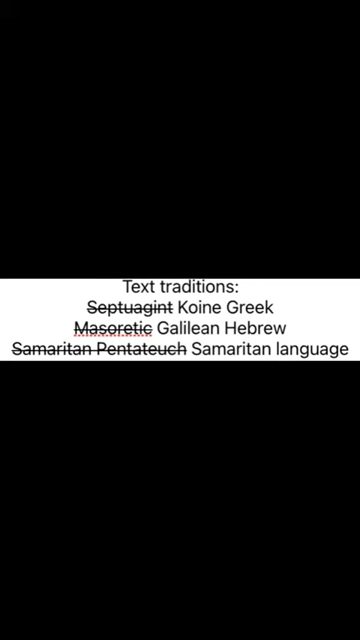 Text traditions:
Septuagint Koine Greek
Masoretic Galilean Hebrew
Samaritan Pentateuch Samaritan language